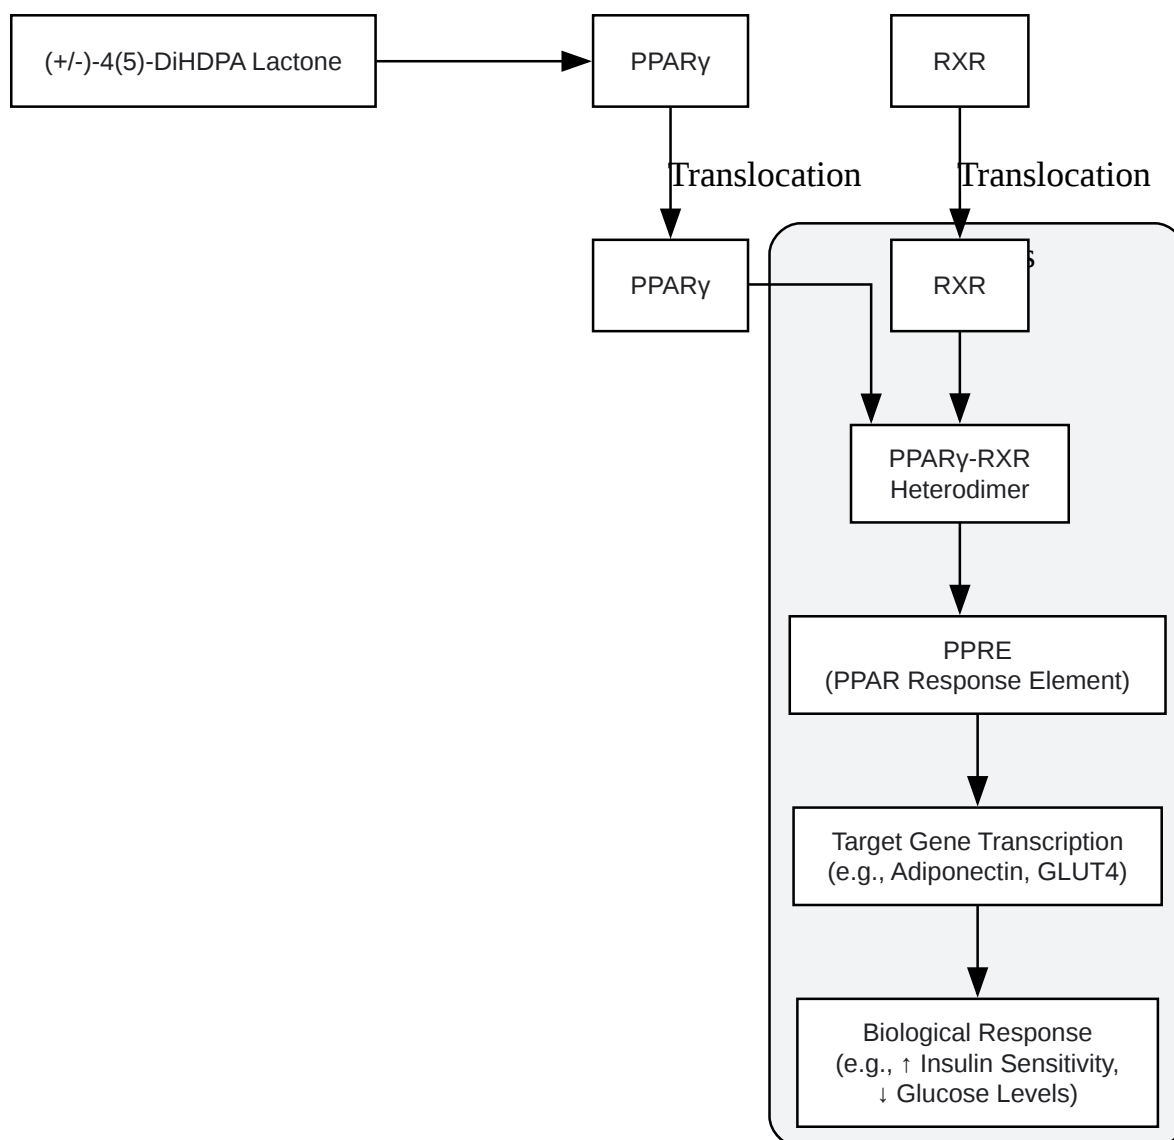 (+/-)-4(5)-DiHDPA Lactone
PPARγ
RXR
Translocation
Translocation
PPARγ
RXR
PPARγ-RXR
Heterodimer
PPRE
(PPAR Response Element)
Target Gene Transcription
(e.g., Adiponectin, GLUT4)
Biological Response
(e.g., ↑ Insulin Sensitivity,
↓ Glucose Levels)